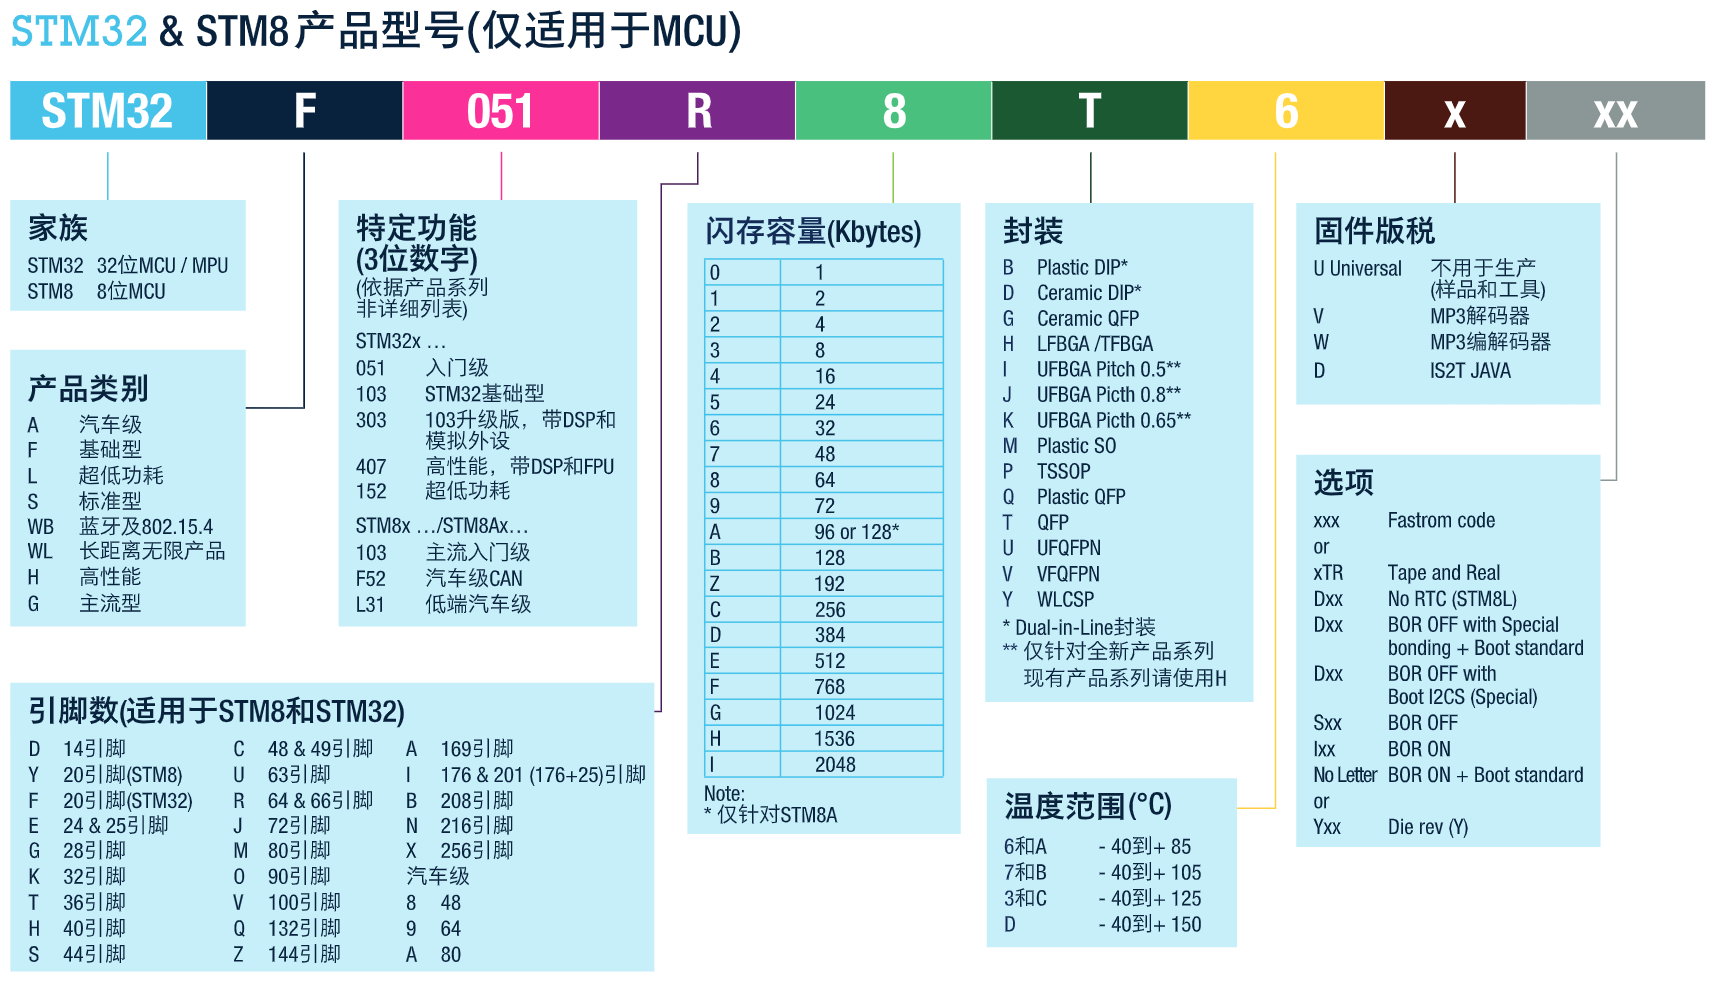 STM32 & STM8产品型号(仅适用于MCU)
STM32 F 051 R 8 T 6 x xx
家族
STM32 32位MCU / MPU
STM8 8位MCU
产品类别
A 汽车级
F 基础型
L 超低功耗
S 标准型
WB 蓝牙及802.15.4
WL 长距离无限产品
H 高性能
G 主流型
特定功能
(3位数字)
(依据产品系列
非详细列表)
STM32x …
051 入门级
103 STM32基础型
303 103升级版，带DSP和
模拟外设
407 高性能，带DSP和FPU
152 超低功耗
STM8x …/STM8Ax…
103 主流入门级
F52 汽车级CAN
L31 低端汽车级
引脚数(适用于STM8和STM32)
D 14引脚 C 48 & 49引脚 A 169引脚
Y 20引脚(STM8) U 63引脚 I 176 & 201 (176+25)引脚
F 20引脚(STM32) R 64 & 66引脚 B 208引脚
E 24 & 25引脚 J 72引脚 N 216引脚
G 28引脚 M 80引脚 X 256引脚
K 32引脚 O 90引脚 汽车级
T 36引脚 V 100引脚 8 48
H 40引脚 Q 132引脚 9 64
S 44引脚 Z 144引脚 A 80
闪存容量(Kbytes)
0 1
1 2
2 4
3 8
4 16
5 24
6 32
7 48
8 64
9 72
A 96 or 128*
B 128
Z 192
C 256
D 384
E 512
F 768
G 1024
H 1536
I 2048
Note:
* 仅针对STM8A
封装
B Plastic DIP*
D Ceramic DIP*
G Ceramic QFP
H LFBGA /TFBGA
I UFBGA Pitch 0.5**
J UFBGA Picth 0.8**
K UFBGA Picth 0.65**
M Plastic SO
P TSSOP
Q Plastic QFP
T QFP
U UFQFPN
V VFQFPN
Y WLCSP
* Dual-in-Line封装
** 仅针对全新产品系列
现有产品系列请使用H
温度范围(°C)
6和A - 40到+ 85
7和B - 40到+ 105
3和C - 40到+ 125
D - 40到+ 150
固件版税
U Universal 不用于生产
(样品和工具)
V MP3解码器
W MP3编解码器
D IS2T JAVA
选项
xxx Fastrom code
or
xTR Tape and Real
Dxx No RTC (STM8L)
Dxx BOR OFF with Special
bonding + Boot standard
Dxx BOR OFF with
Boot I2CS (Special)
Sxx BOR OFF
Ixx BOR ON
No Letter BOR ON + Boot standard
or
Yxx Die rev (Y)